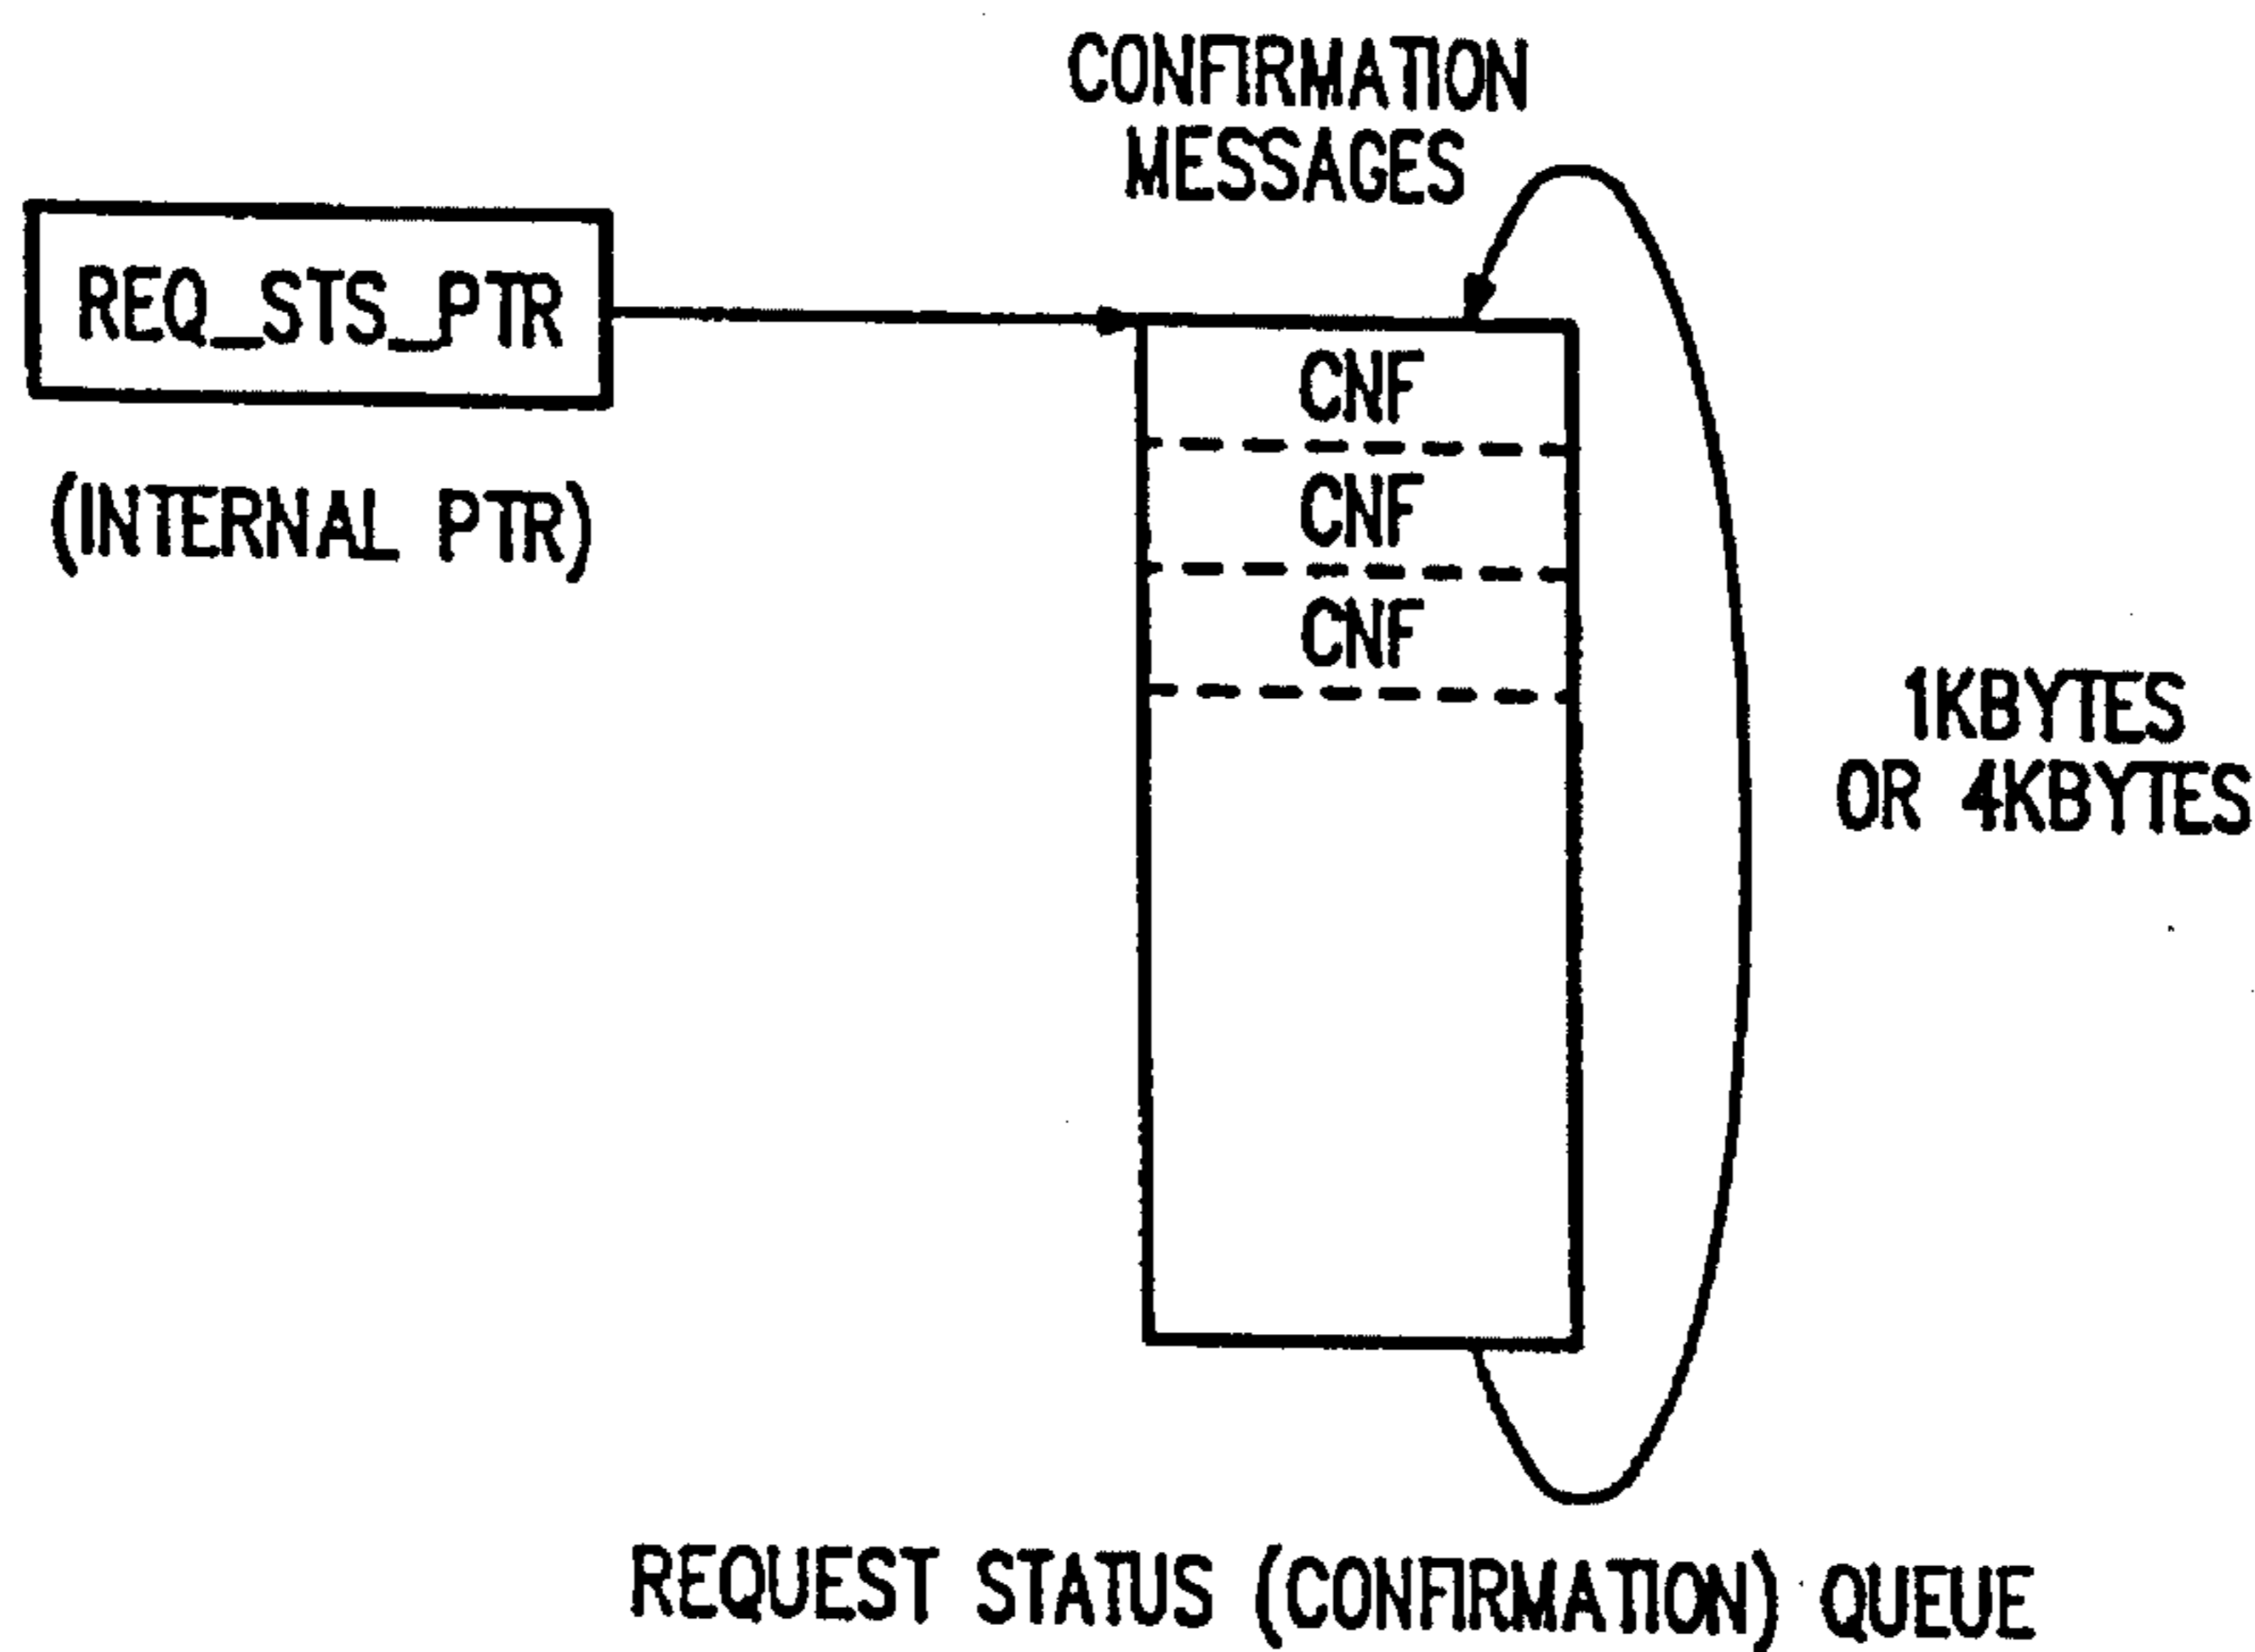 CONFIRMATION
MESSAGES
REQ_STS_PTR
(INTERNAL PTR)
CNF
CNF
CNF
1KBYTES
OR 4KBYTES
REQUEST STATUS (CONFIRMATION) QUEUE